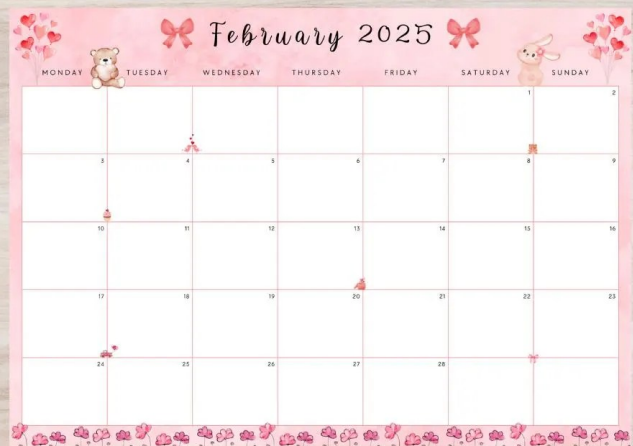 February 2025
MONDAY TUESDAY WEDNESDAY THURSDAY FRIDAY SATURDAY SUNDAY
1 2
3 4 5 6 7 8 9
10 11 12 13 14 15 16
17 18 19 20 21 22 23
24 25 26 27 28